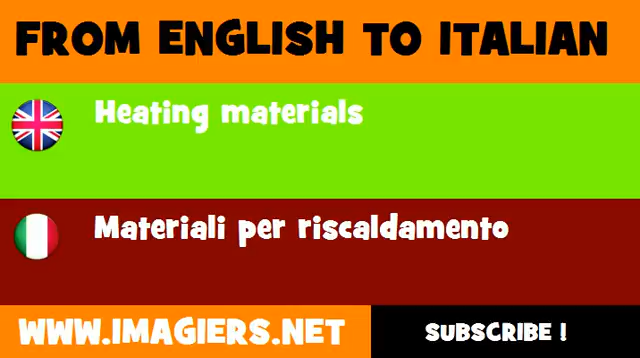 FROM ENGLISH TO ITALIAN
Heating materials
Materiali per riscaldamento
WWW.IMAGIERS.NET
SUBSCRIBE !